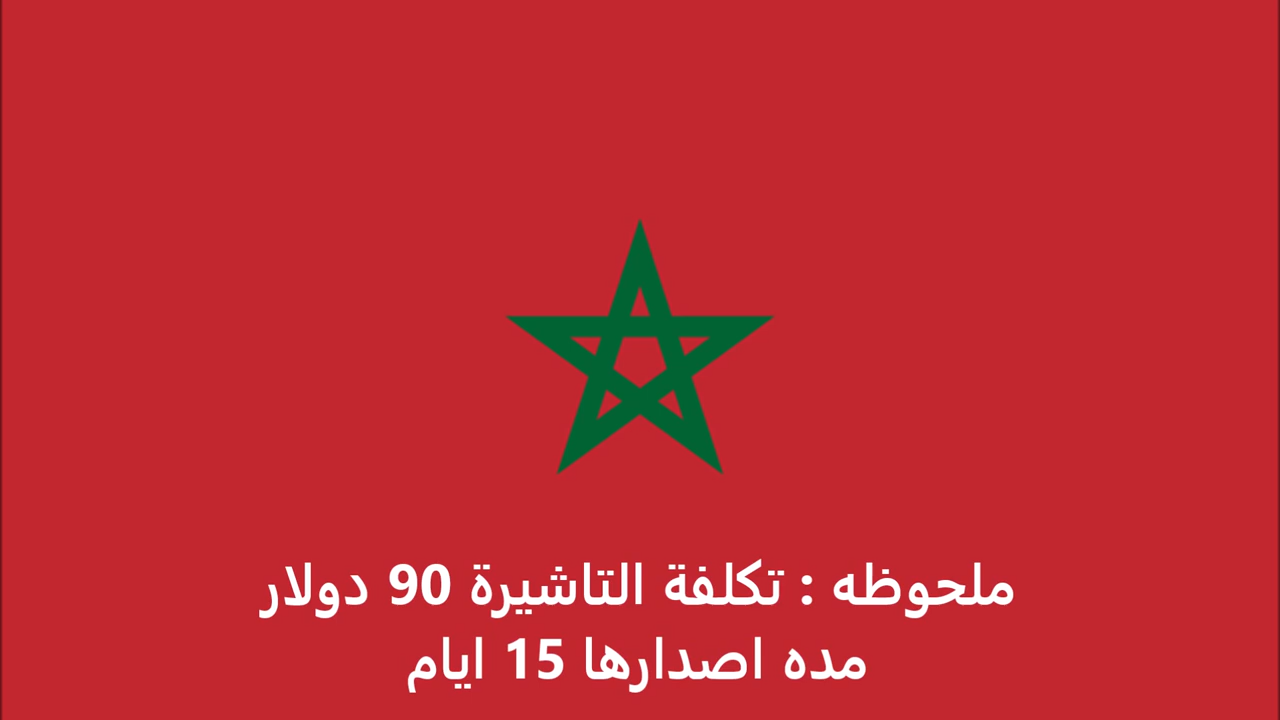 ملحوظه : تكلفة التاشيرة 90 دولار
مده اصدارها 15 ايام